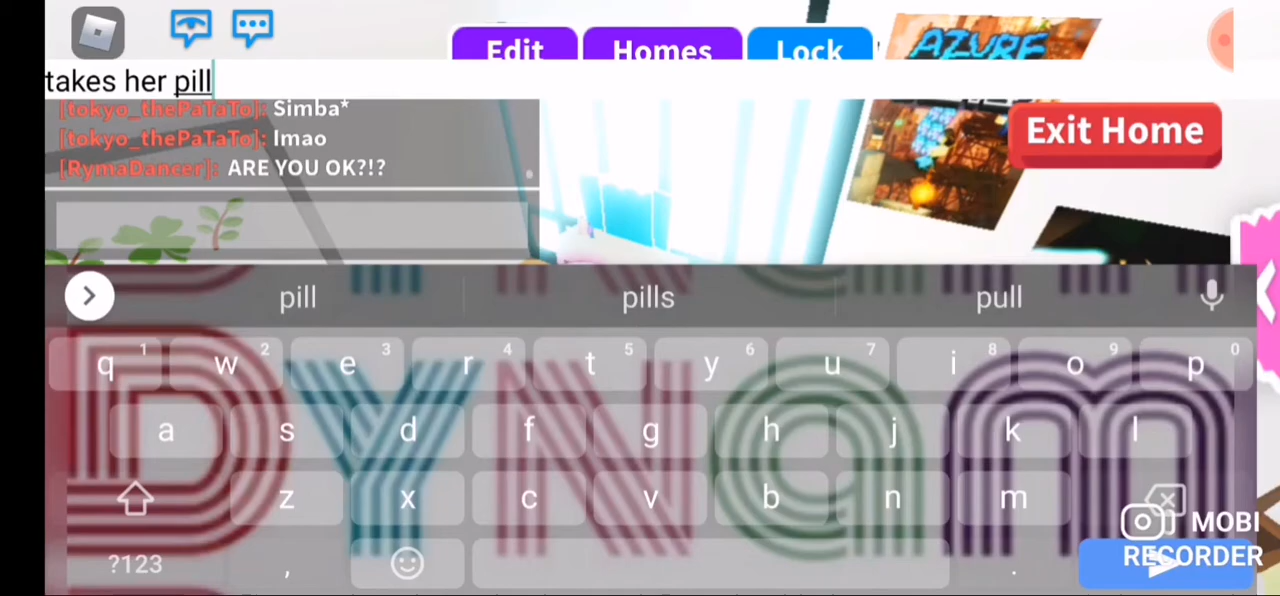 AZURE
Edit Homes Lock
takes her pill
[tokyo_thePaTaTo]: Simba*
[tokyo_thePaTaTo]: lmao
[RymaDancer]: ARE YOU OK?!?
Exit Home
pill pills pull
q 1 w 2 e 3 r 4 t 5 y 6 u 7 i 8 o 9 p 0
a s d f g h j k l
z x c v b n m
?123 , .
DYNam
MOBI
RECORDER